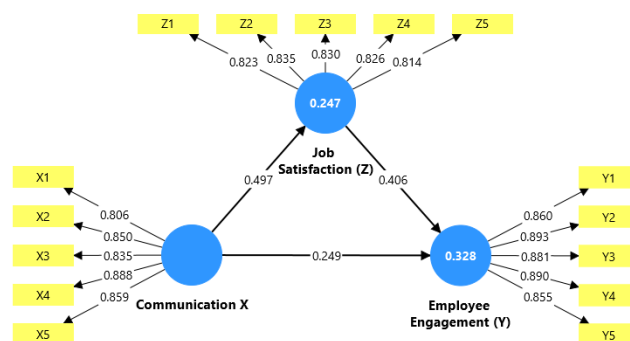 Z1
Z2
Z3
Z4
Z5
0.823
0.835
0.830
0.826
0.814
0.247
Job
Satisfaction (Z)
0.497
0.406
X1
X2
X3
X4
X5
0.806
0.850
0.835
0.888
0.859
Communication X
0.249
0.328
Employee
Engagement (Y)
0.860
0.893
0.881
0.890
0.855
Y1
Y2
Y3
Y4
Y5